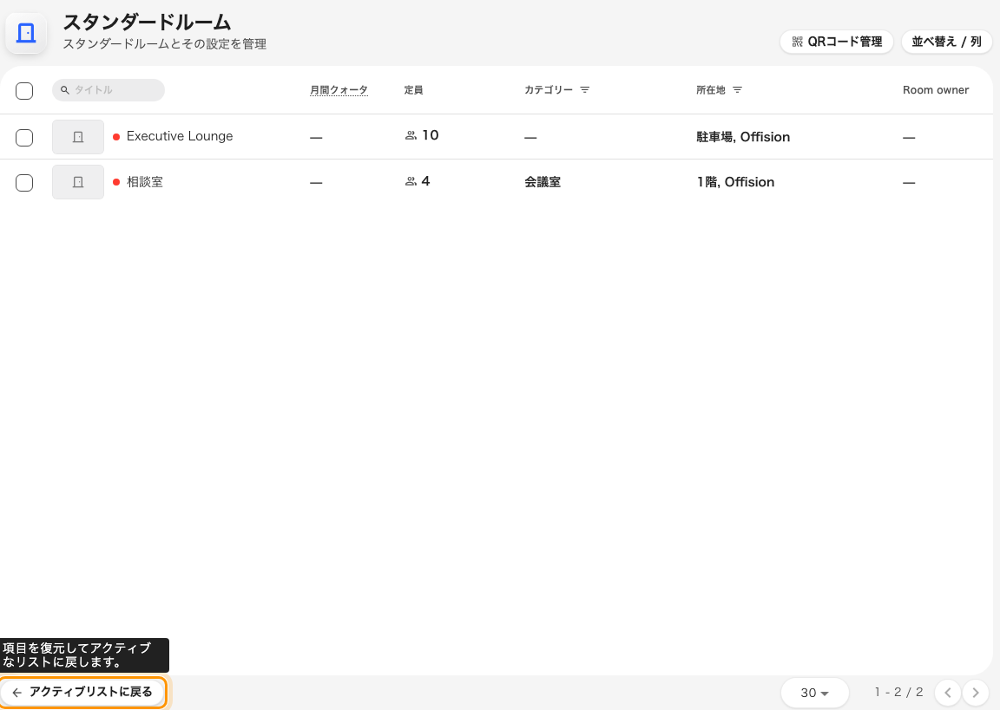 スタンダードルーム
スタンダードルームとその設定を管理
QRコード管理
並べ替え / 列
タイトル
月間クォータ
定員
カテゴリー
所在地
Room owner
Executive Lounge
—
10
—
駐車場, Offision
—
相談室
—
4
会議室
1階, Offision
—
項目を復元してアクティブ
なリストに戻します。
アクティブリストに戻る
30
1 - 2 / 2